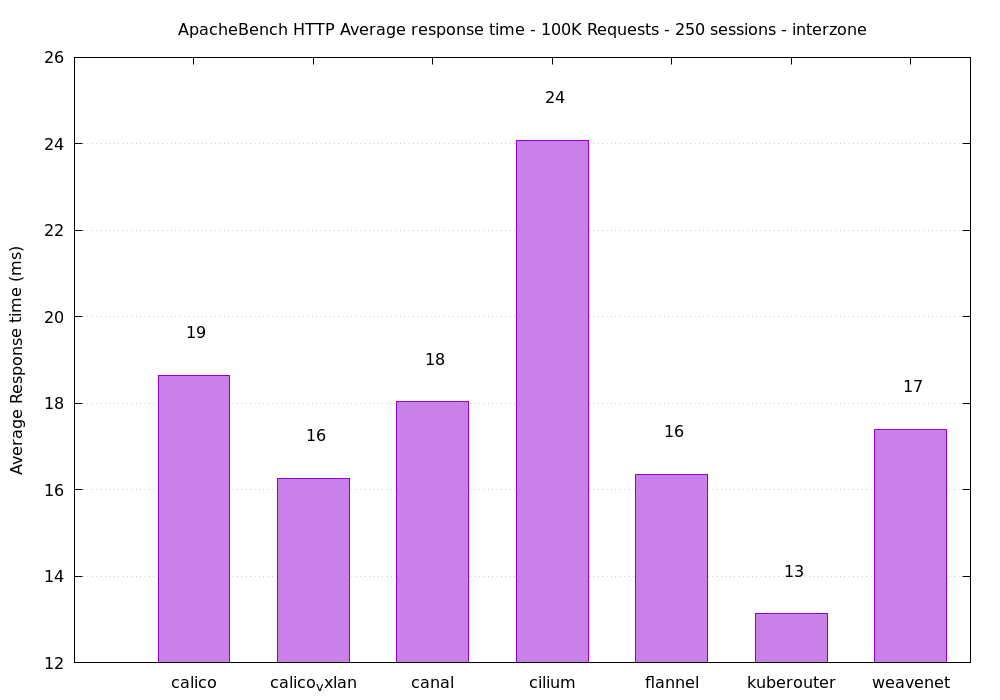 ApacheBench HTTP Average response time - 100K Requests - 250 sessions - interzone
Average Response time (ms)
26
24
22
20
18
16
14
12
19
16
18
24
16
13
17
calico
calicovxlan
canal
cilium
flannel
kuberouter
weavenet